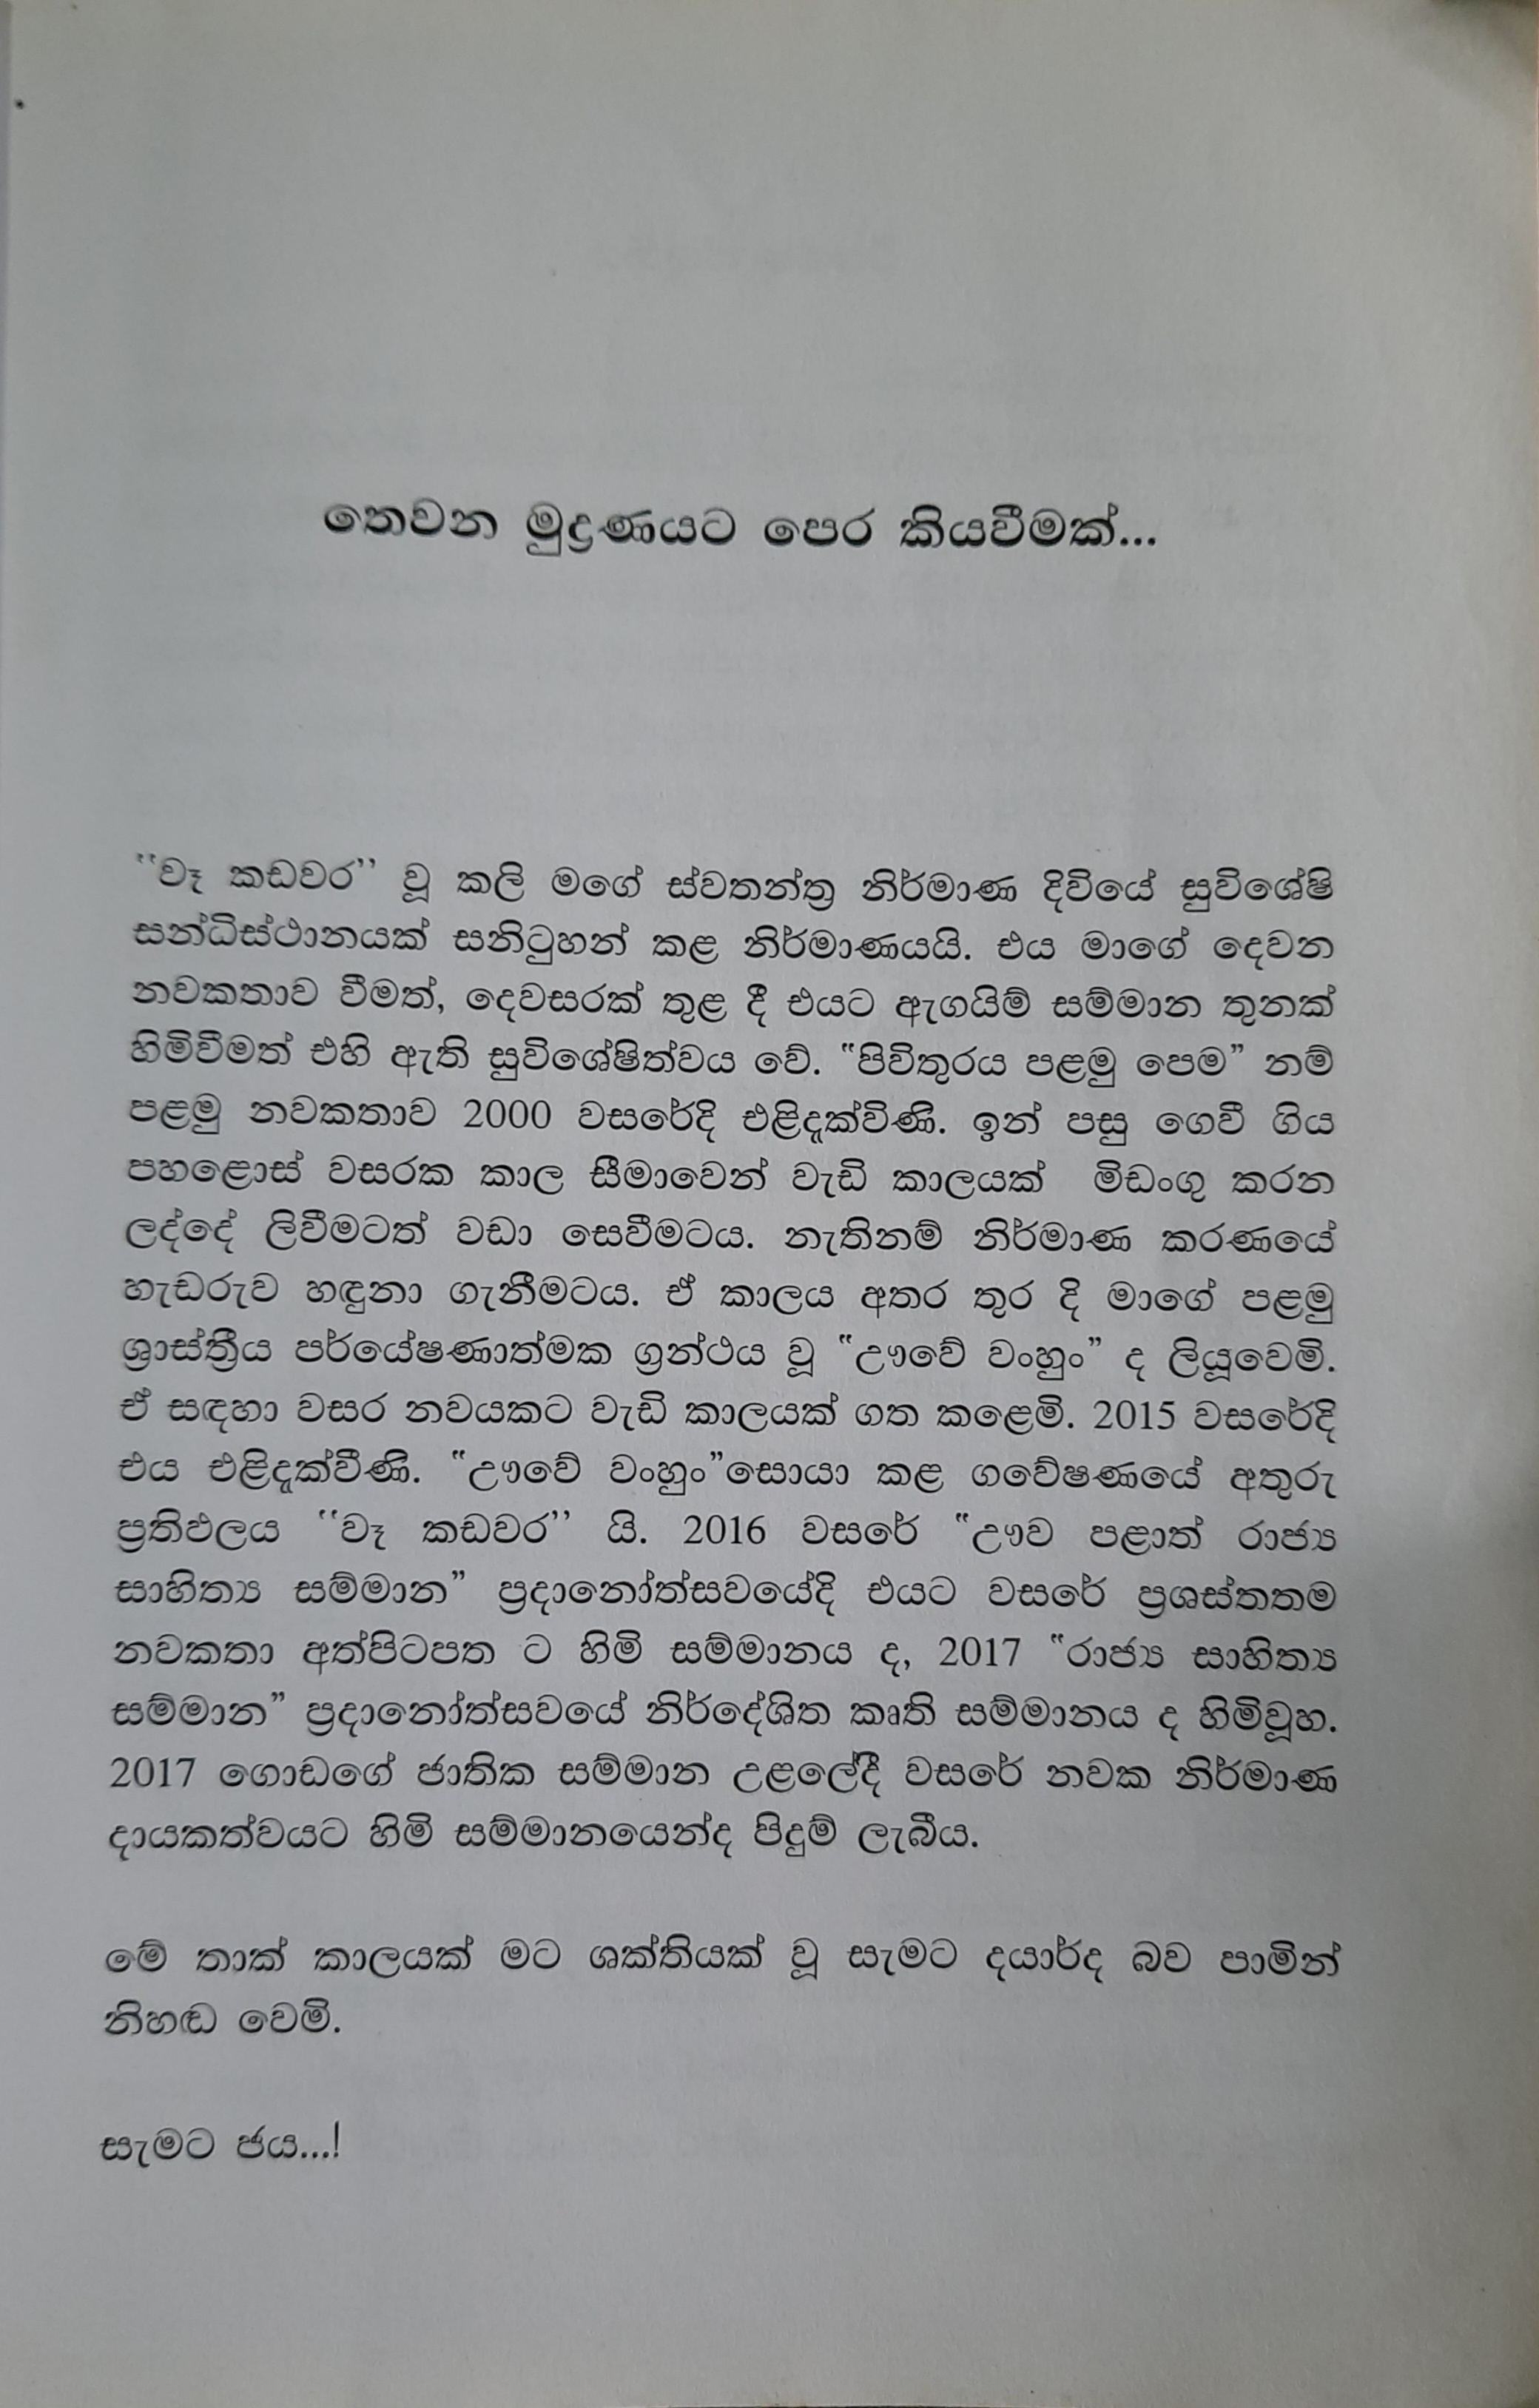 තෙවන මුද්‍රණයට පෙර කියවීමක්...
‘‘වෑ කඩවර’’ වූ කලි මගේ ස්වතන්ත්‍ර නිර්මාණ දිවියේ සුවිශේෂි
සන්ධිස්ථානයක් සනිටුහන් කළ නිර්මාණයයි. එය මාගේ දෙවන
නවකතාව වීමත්, දෙවසරක් තුළ දී එයට ඇගයිම් සම්මාන තුනක්
හිමිවීමත් එහි ඇති සුවිශේෂිත්වය වේ. “පිවිතුරය පළමු පෙම” නම්
පළමු නවකතාව 2000 වසරේදි එළිදැක්විණි. ඉන් පසු ගෙවී ගිය
පහළොස් වසරක කාල සීමාවෙන් වැඩි කාලයක් මිඩංගු කරන
ලද්දේ ලිවීමටත් වඩා සෙවීමටය. නැතිනම් නිර්මාණ කරණයේ
හැඩරුව හඳුනා ගැනීමටය. ඒ කාලය අතර තුර දි මාගේ පළමු
ශ්‍රාස්ත්‍රීය පර්යේෂණාත්මක ග්‍රන්ථය වූ “ඌවේ වංහුං” ද ලියූවෙමි.
ඒ සඳහා වසර නවයකට වැඩි කාලයක් ගත කළෙමි. 2015 වසරේදි
එය එළිදැක්වීණි. “ඌවේ වංහුං”සොයා කළ ගවේෂණයේ අතුරු
ප්‍රතිඵලය ‘‘වෑ කඩවර’’ යි. 2016 වසරේ “ඌව පළාත් රාජ්‍ය
සාහිත්‍ය සම්මාන” ප්‍රදානෝත්සවයේදි එයට වසරේ ප්‍රශස්තතම
නවකතා අත්පිටපත ට හිමි සම්මානය ද, 2017 “රාජ්‍ය සාහිත්‍ය
සම්මාන” ප්‍රදානෝත්සවයේ නිර්දේශිත කෘති සම්මානය ද හිමිවූහ.
2017 ගොඩගේ ජාතික සම්මාන උළලේදී වසරේ නවක නිර්මාණ
දායකත්වයට හිමි සම්මානයෙන්ද පිදුම් ලැබීය.
මේ තාක් කාලයක් මට ශක්තියක් වූ සැමට දයාර්ද බව පාමින්
නිහඬ වෙමි.
සැමට ජය...!